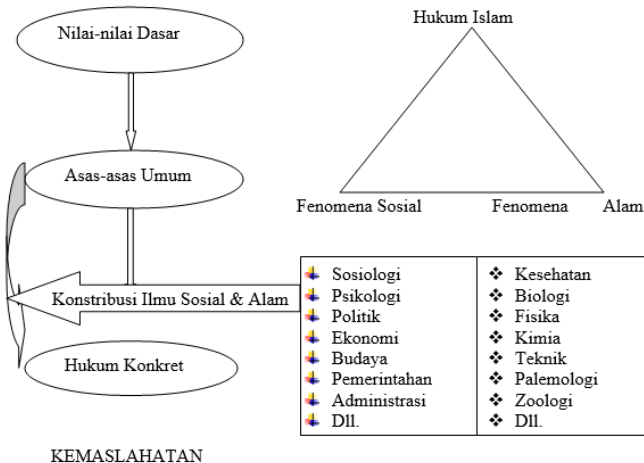 Nilai-nilai Dasar
Asas-asas Umum
Konstribusi Ilmu Sosial & Alam
Hukum Konkret
KEMASLAHATAN
Hukum Islam
Fenomena Sosial
Fenomena Alam
Sosiologi
Psikologi
Politik
Ekonomi
Budaya
Pemerintahan
Administrasi
Dll.
Kesehatan
Biologi
Fisika
Kimia
Teknik
Palemologi
Zoologi
Dll.